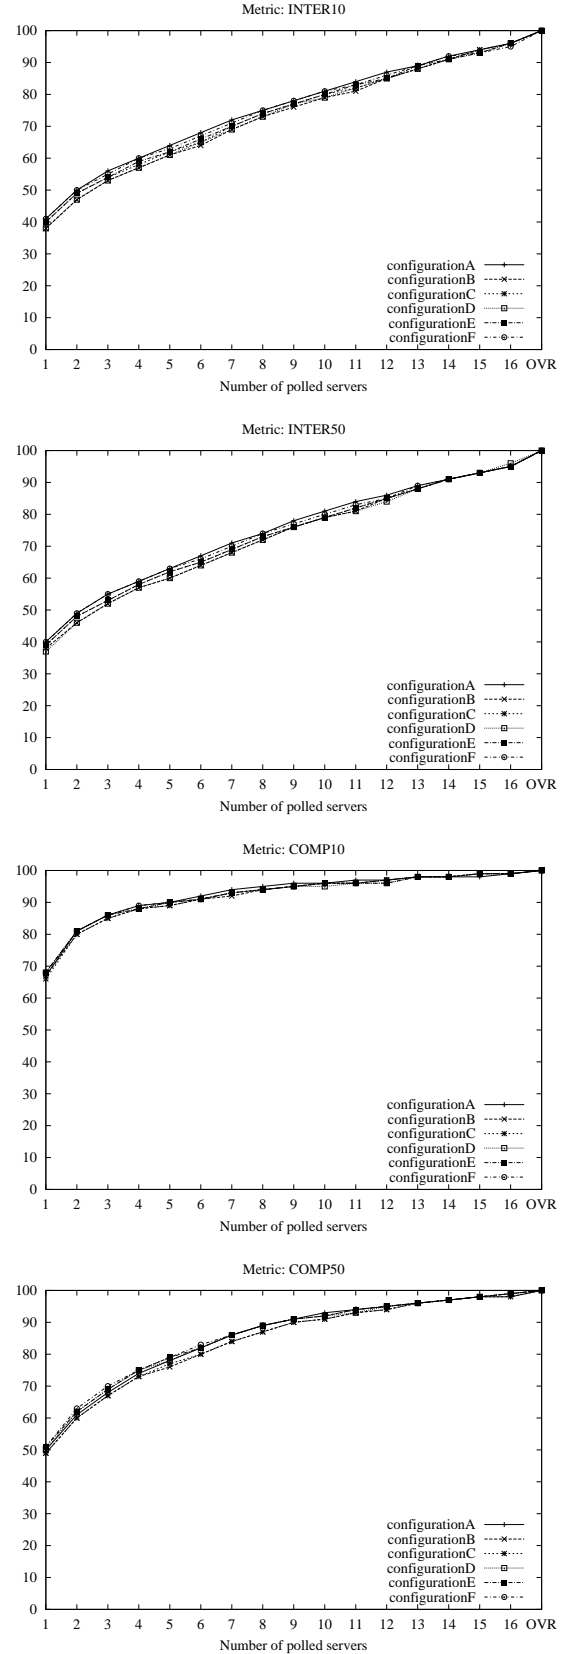 Metric: INTER10
100
90
80
70
60
50
40
30
20
10
0
configurationA
configurationB
configurationC
configurationD
configurationE
configurationF
1 2 3 4 5 6 7 8 9 10 11 12 13 14 15 16 OVR
Number of polled servers
Metric: INTER50
100
90
80
70
60
50
40
30
20
10
0
configurationA
configurationB
configurationC
configurationD
configurationE
configurationF
1 2 3 4 5 6 7 8 9 10 11 12 13 14 15 16 OVR
Number of polled servers
Metric: COMP10
100
90
80
70
60
50
40
30
20
10
0
configurationA
configurationB
configurationC
configurationD
configurationE
configurationF
1 2 3 4 5 6 7 8 9 10 11 12 13 14 15 16 OVR
Number of polled servers
Metric: COMP50
100
90
80
70
60
50
40
30
20
10
0
configurationA
configurationB
configurationC
configurationD
configurationE
configurationF
1 2 3 4 5 6 7 8 9 10 11 12 13 14 15 16 OVR
Number of polled servers